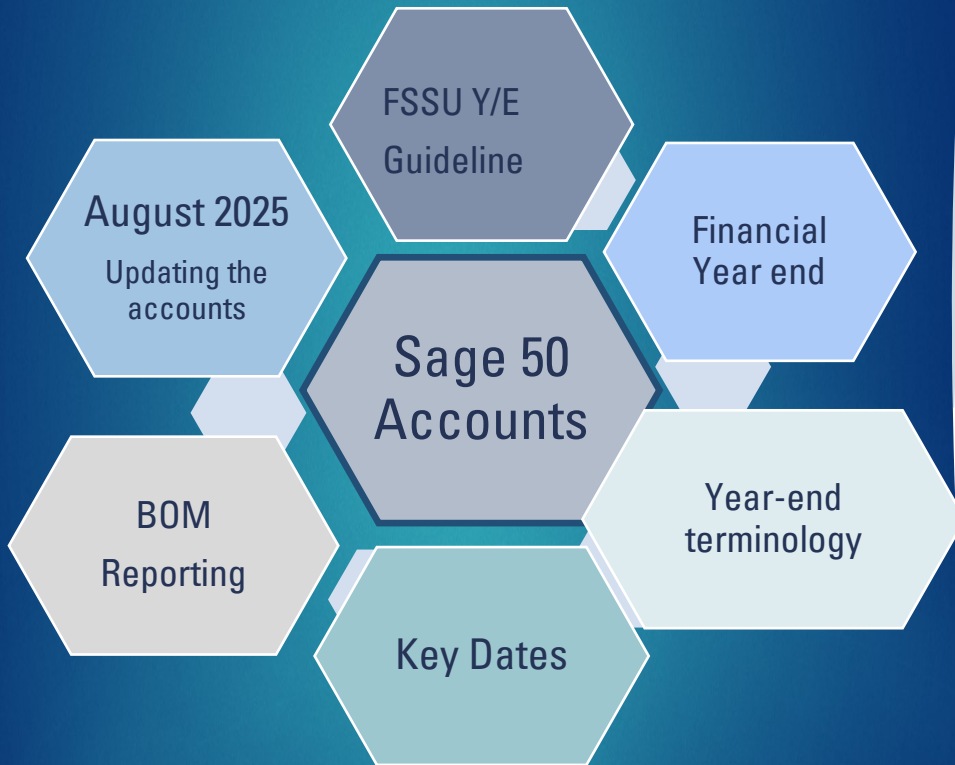 FSSU Y/E
Guideline
August 2025
Updating the
accounts
Financial
Year end
Sage 50
Accounts
BOM
Reporting
Year-end
terminology
Key Dates